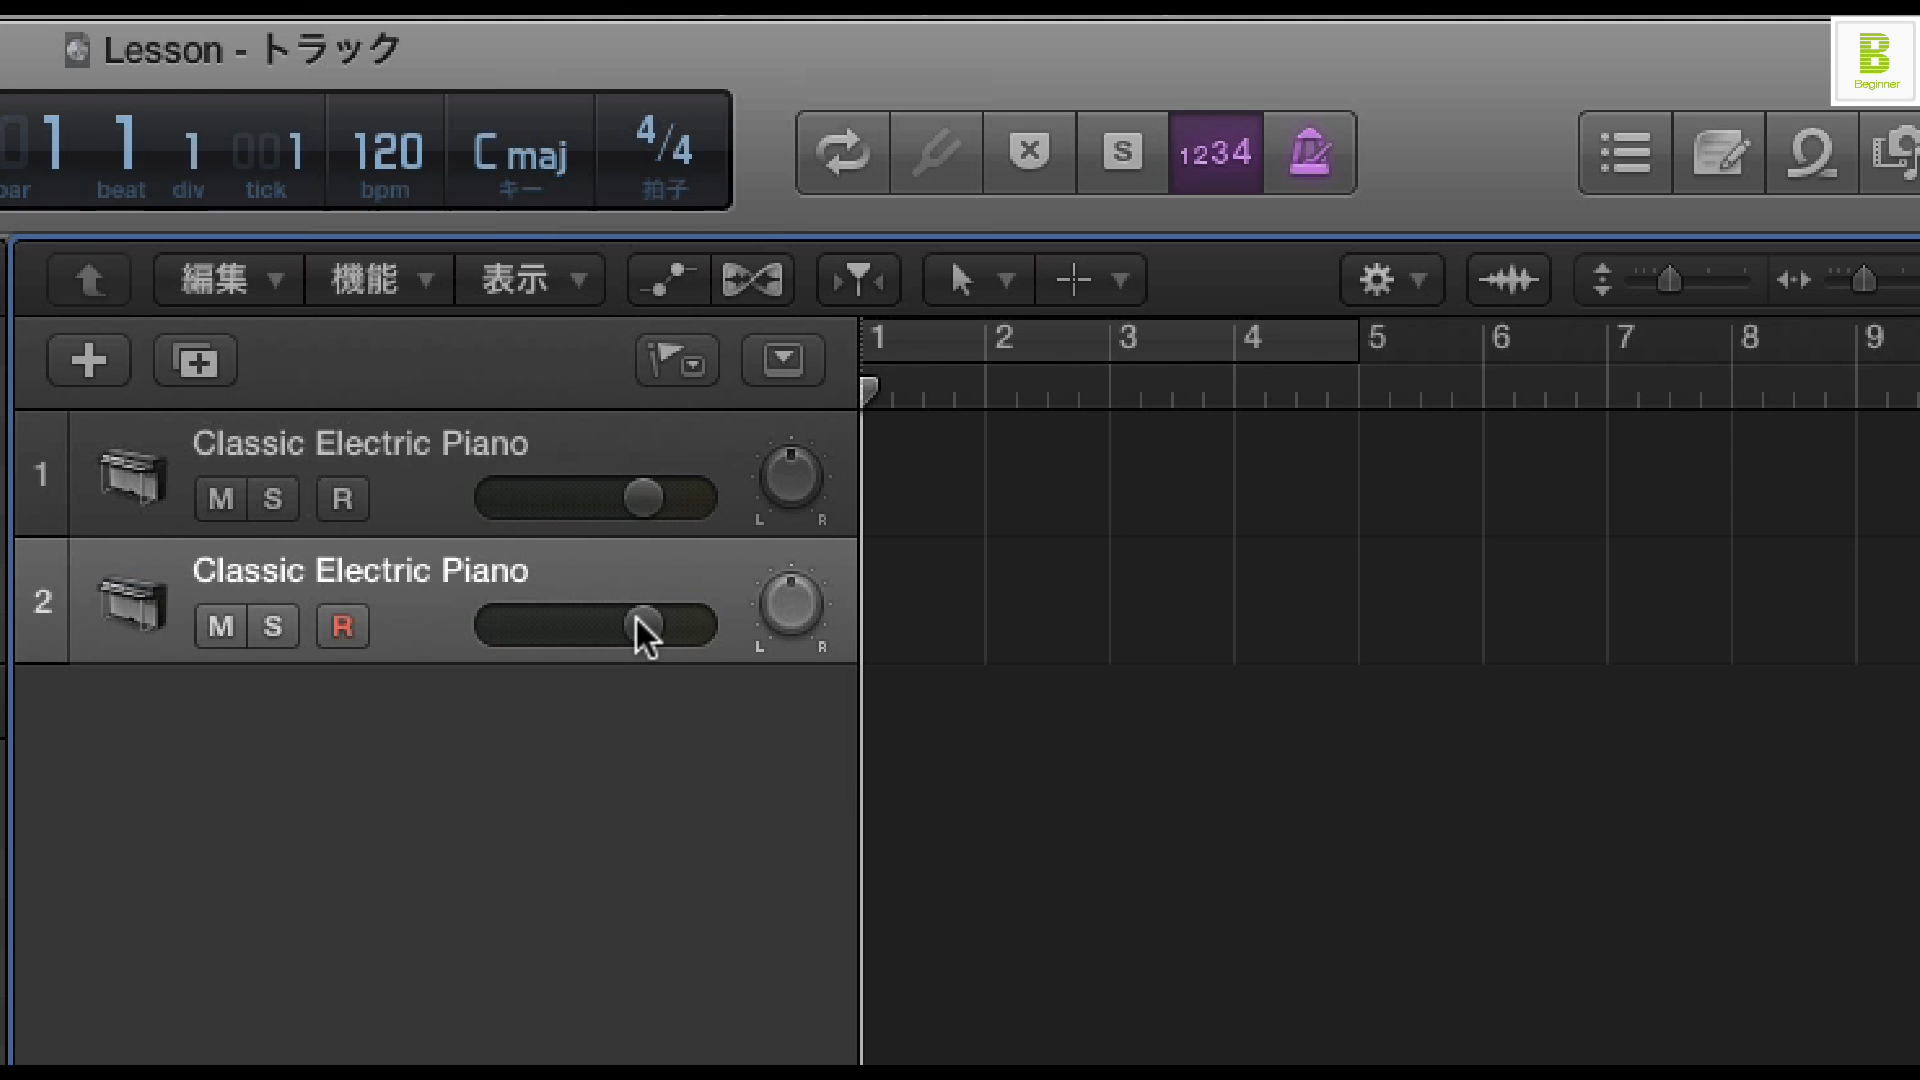 Lesson - トラック
B
Beginner
1 1 1 001 120 C maj 4/4
bar beat div tick bpm キー 拍子
S 1234
編集 機能 表示
1 2 3 4 5 6 7 8 9
1 Classic Electric Piano
M S R L R
2 Classic Electric Piano
M S R L R